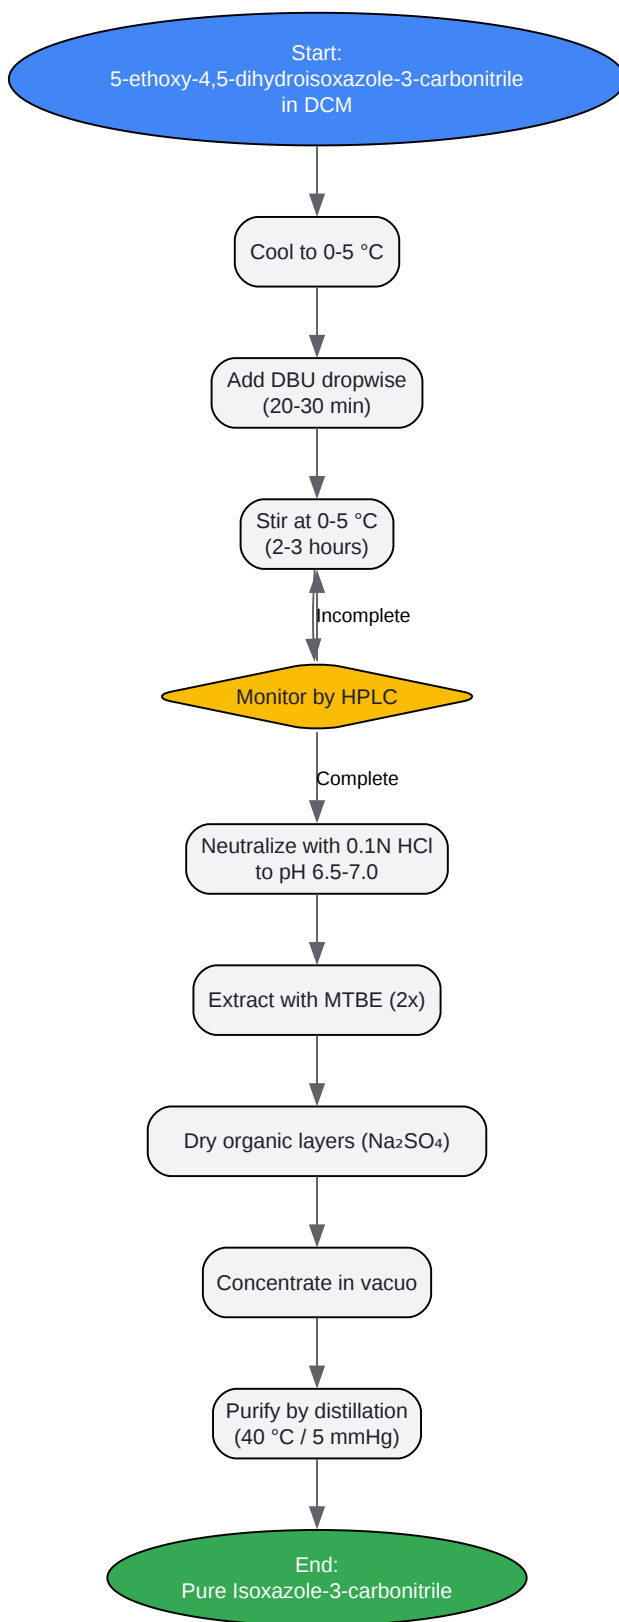 Start:
5-ethoxy-4,5-dihydroisoxazole-3-carbonitrile
in DCM
Cool to 0-5 °C
Add DBU dropwise
(20-30 min)
Stir at 0-5 °C
(2-3 hours)
Incomplete
Monitor by HPLC
Complete
Neutralize with 0.1N HCl
to pH 6.5-7.0
Extract with MTBE (2x)
Dry organic layers (Na₂SO₄)
Concentrate in vacuo
Purify by distillation
(40 °C / 5 mmHg)
End:
Pure Isoxazole-3-carbonitrile